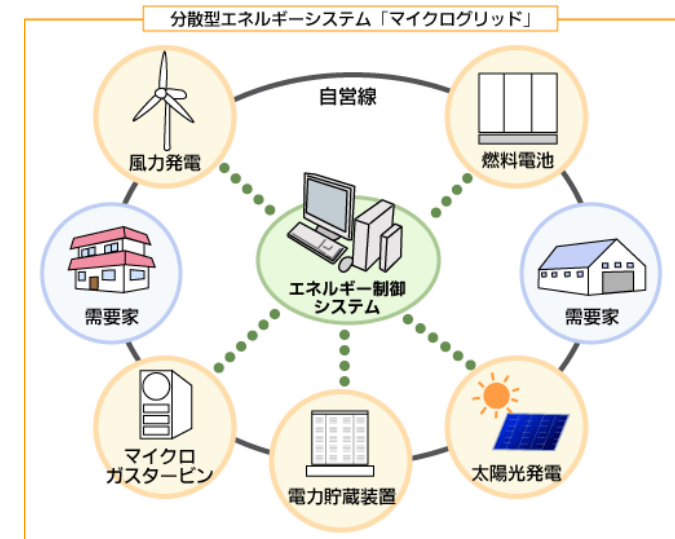 分散型エネルギーシステム「マイクログリッド」
自営線
風力発電
燃料電池
エネルギー制御
システム
需要家
需要家
マイクロ
ガスタービン
電力貯蔵装置
太陽光発電